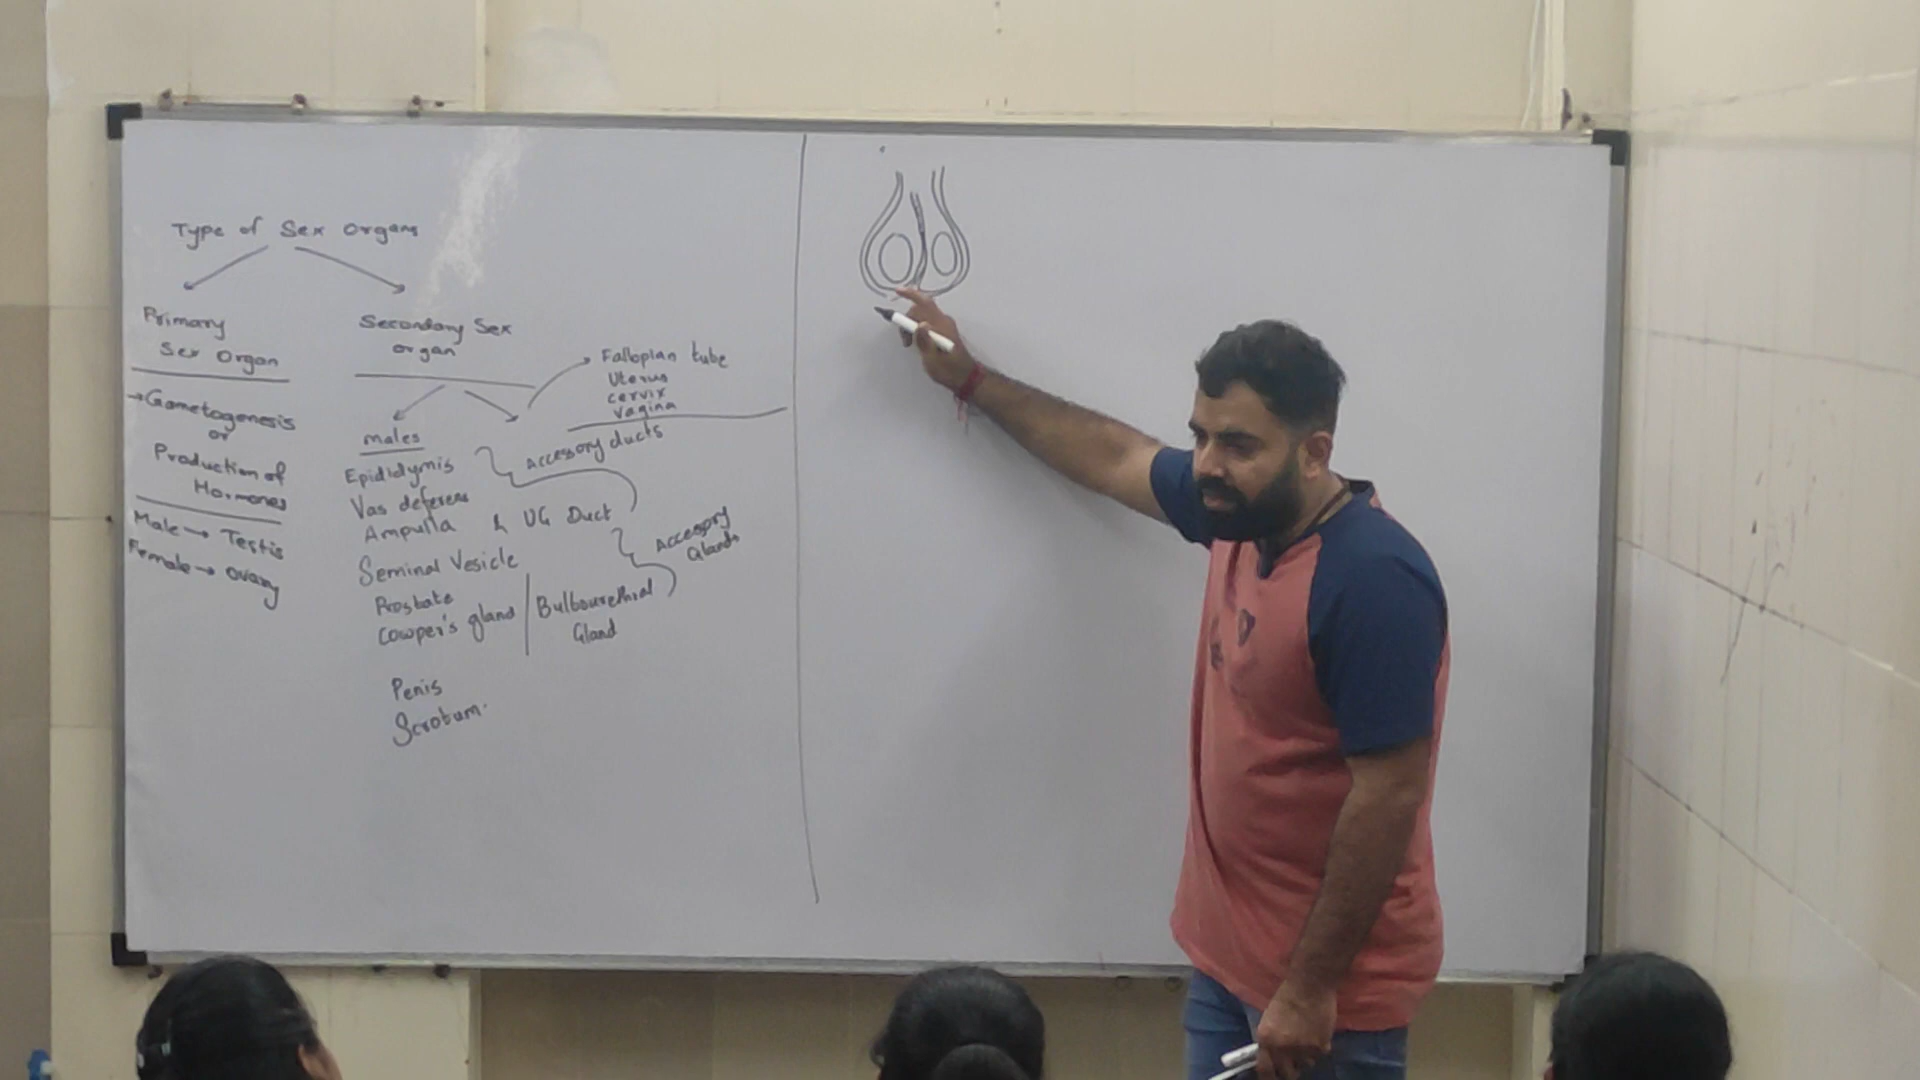 Type of Sex Organs
Primary
Sex Organ
→ Gametogenesis
or
Production of
Hormones
Male → Testis
Female → Ovary
Secondary Sex
organ
Fallopian tube
Uterus
cervix
vagina
males
Epididymis
Vas deferens
Ampulla & UG Duct
Accessory ducts
Seminal Vesicle
Prostate
Cowper's gland / Bulbourethral
Gland
Accessory
Glands
Penis
Scrotum.